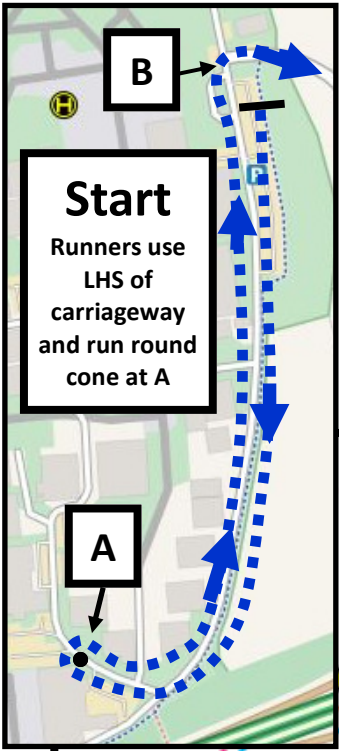 B
H
P
Start
Runners use
LHS of
carriageway
and run round
cone at A
A